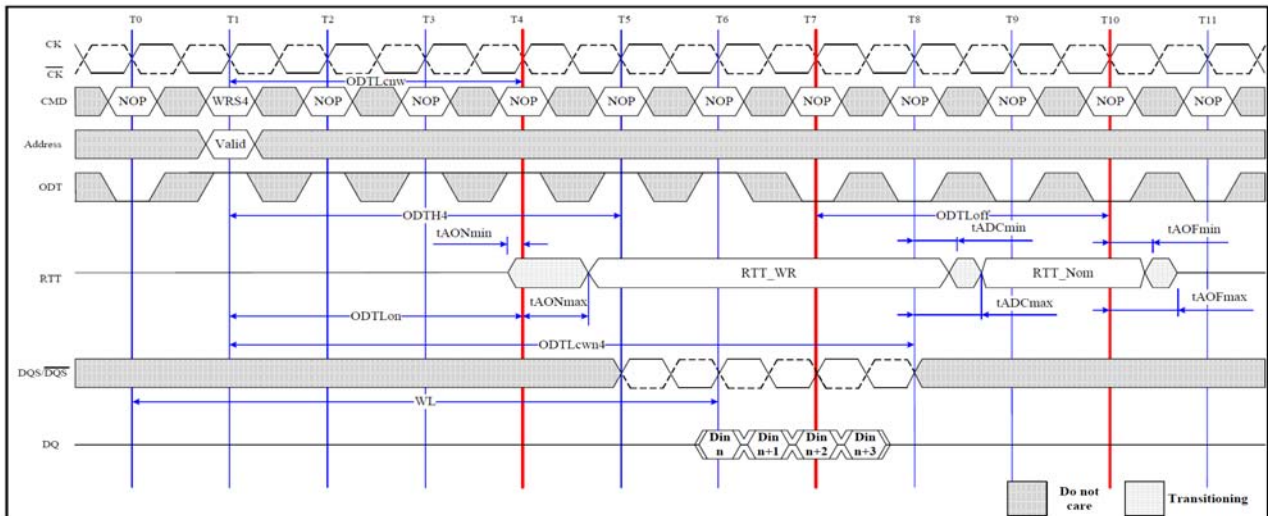 T0 T1 T2 T3 T4 T5 T6 T7 T8 T9 T10 T11
CK
CK
ODTLcnw
CMD NOP WRS4 NOP NOP NOP NOP NOP NOP NOP NOP NOP NOP
Address Valid
ODT
ODTH4 ODTLoff
tAONmin tADCmin tAOFmin
RTT RTT_WR RTT_Nom
tAONmax tADCmax tAOFmax
ODTLon
ODTLcwn4
DQS/DQS
WL
DQ Din n Din n+1 Din n+2 Din n+3
Do not care Transitioning